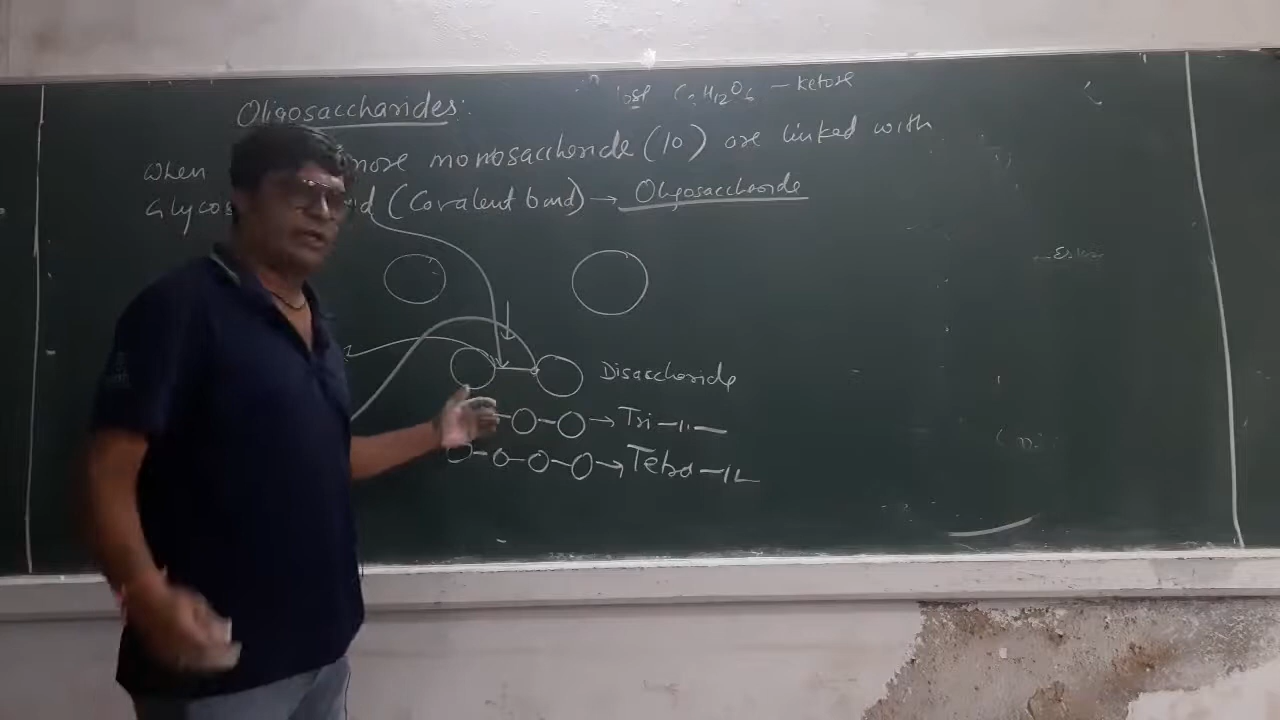 C6H12O6 - Ketose
Oligosaccharides:
When more monosaccharide (10) are linked with
Glycos d (Covalent bond) → Oligosaccharide
Disaccharide
Tri -11-
Tetra -11-